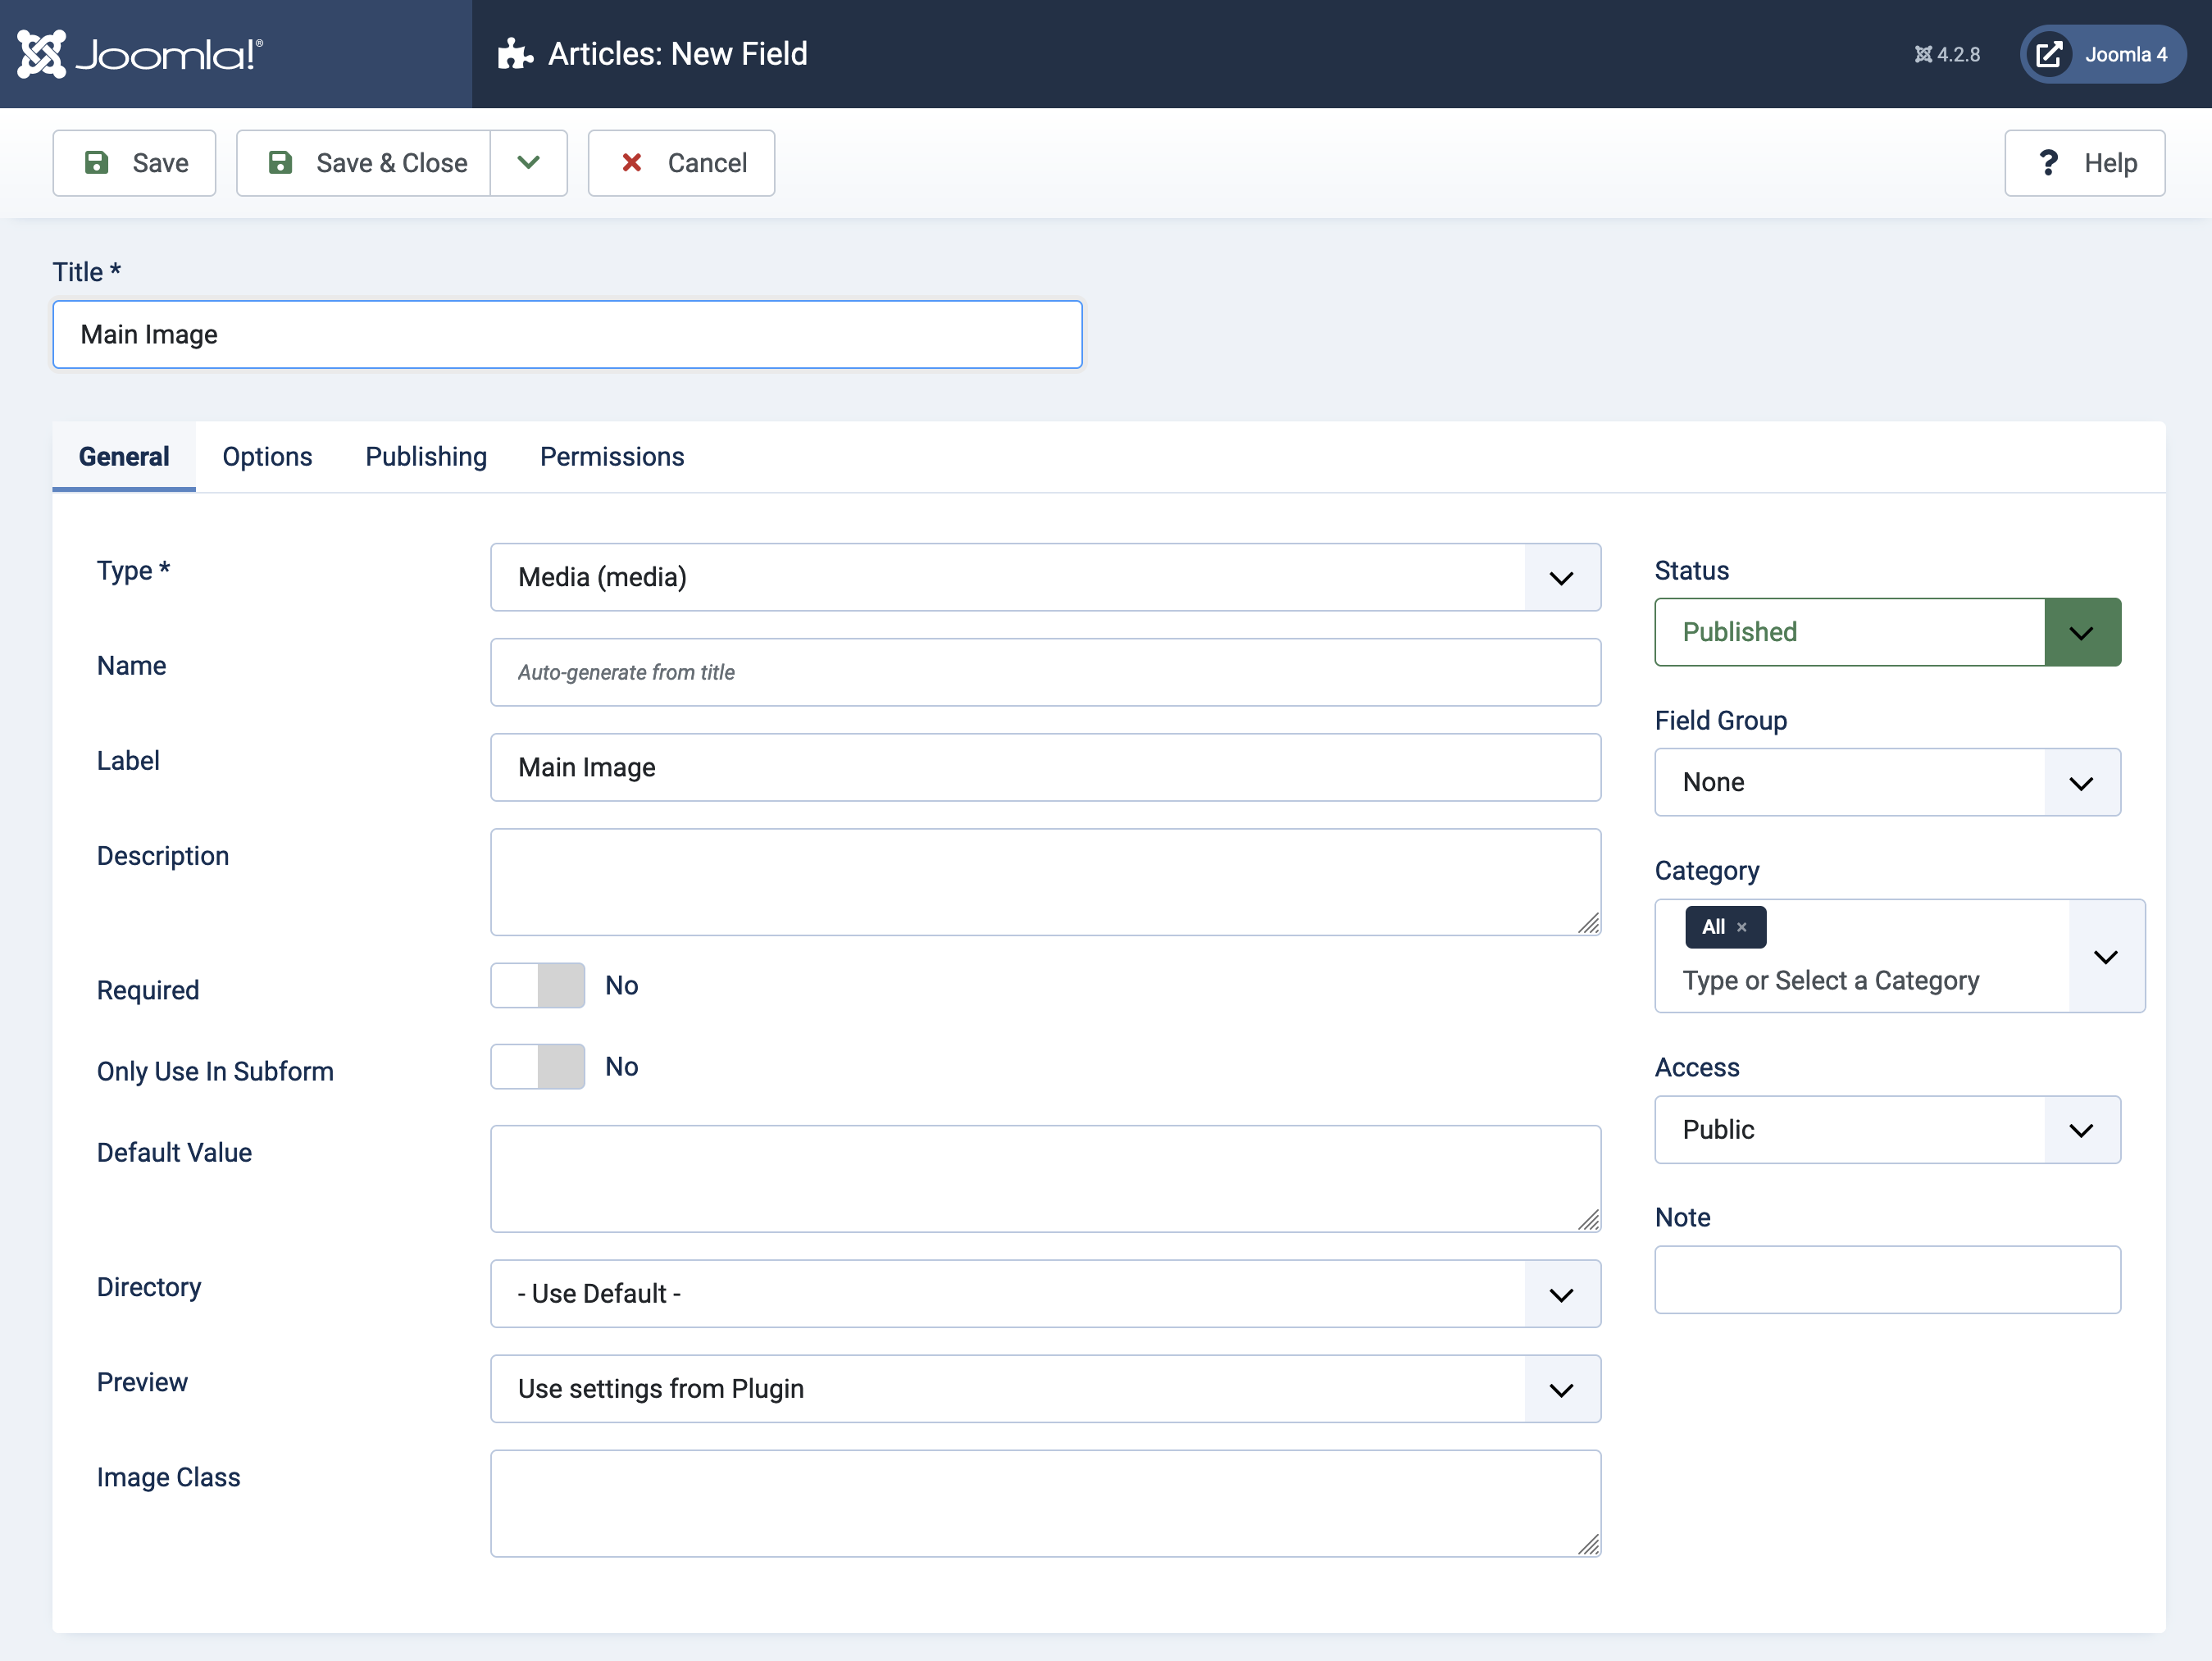 Joomla!® Articles: New Field 4.2.8 Joomla 4
Save Save & Close Cancel ? Help
Title *
Main Image
General Options Publishing Permissions
Type *
Media (media)
Name
Auto-generate from title
Label
Main Image
Description
Required
No
Only Use In Subform
No
Default Value
Directory
- Use Default -
Preview
Use settings from Plugin
Image Class
Status
Published
Field Group
None
Category
All ×
Type or Select a Category
Access
Public
Note